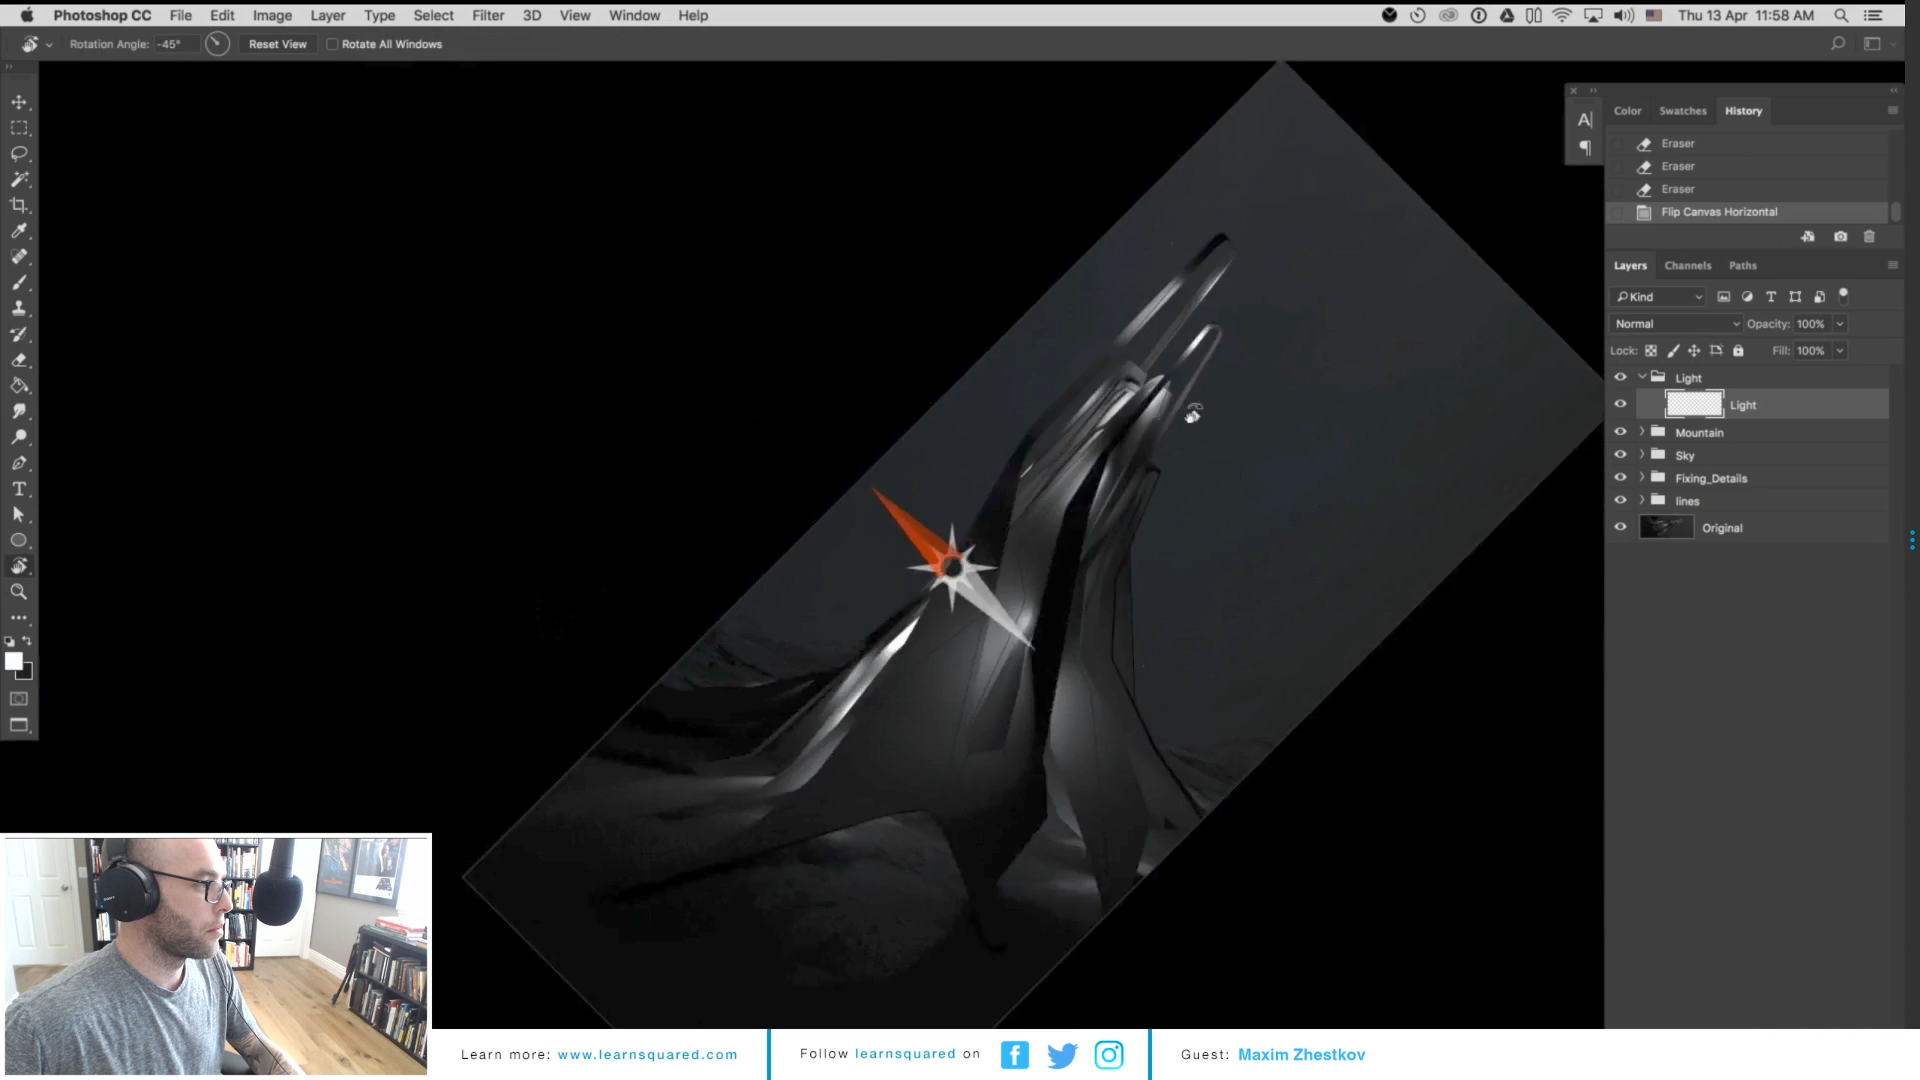 Photoshop CC File Edit Image Layer Type Select Filter 3D View Window Help Thu 13 Apr 11:58 AM
Rotation Angle: -45° Reset View Rotate All Windows
Color Swatches History
Eraser
Eraser
Eraser
Flip Canvas Horizontal
Layers Channels Paths
Kind
Normal Opacity: 100%
Lock: Fill: 100%
Light
Light
Mountain
Sky
Fixing_Details
lines
Original
Learn more: www.learnsquared.com Follow learnsquared on Guest: Maxim Zhestkov